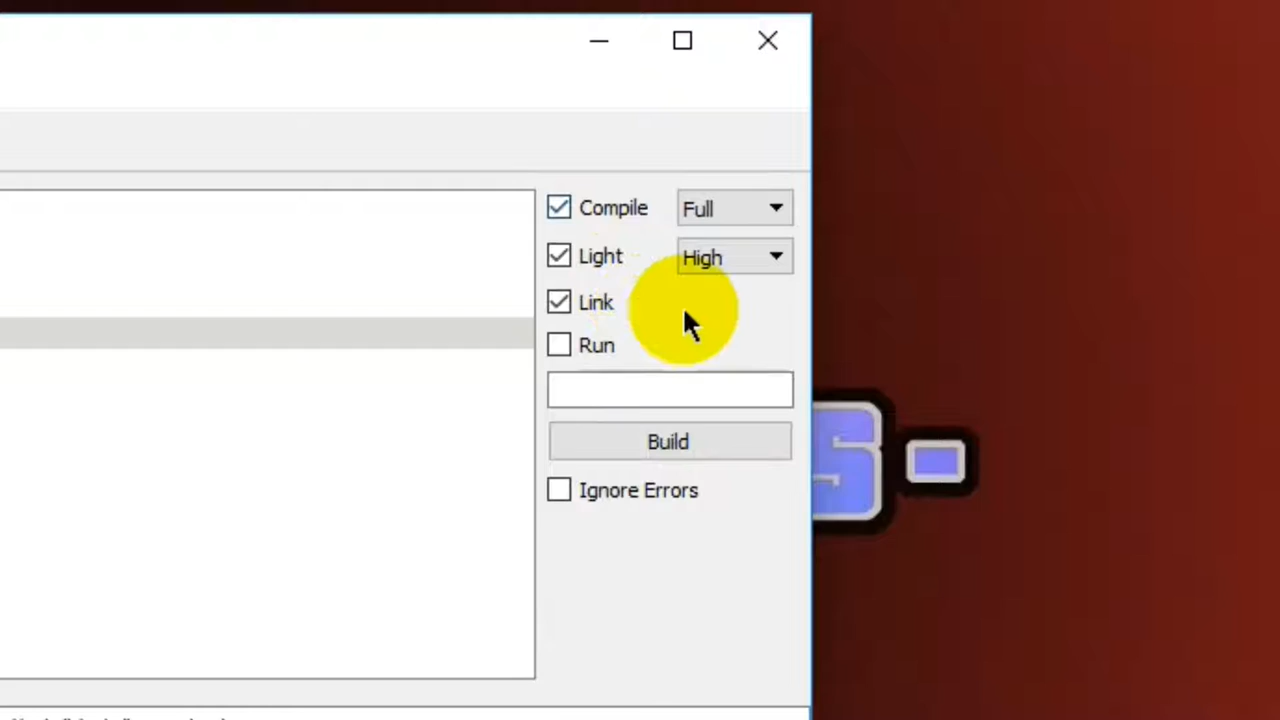 Compile Full
Light High
Link
Run
Build
Ignore Errors
S-